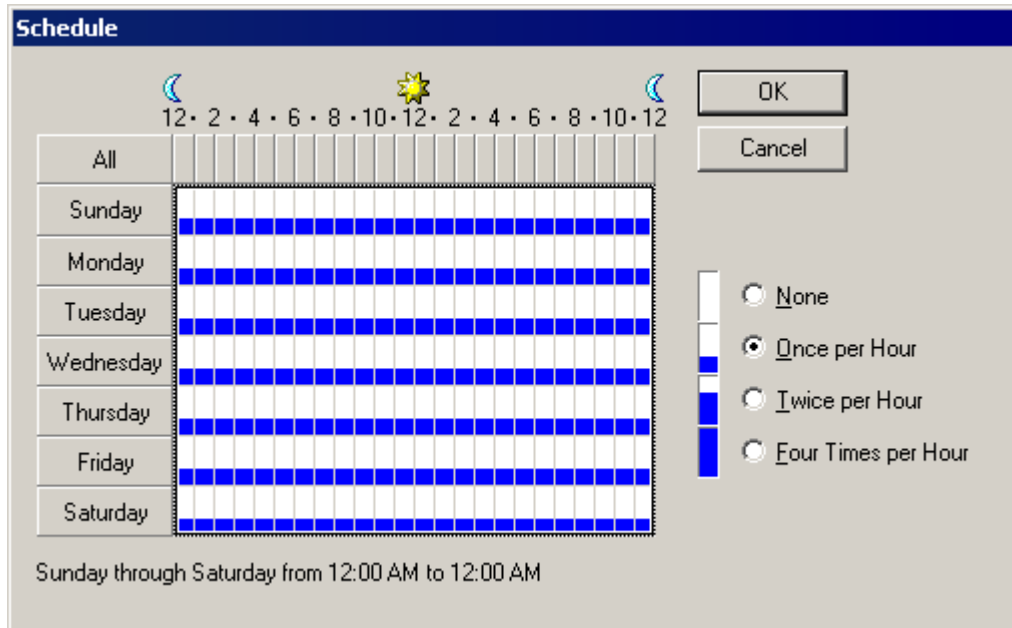 Schedule
12 · 2 · 4 · 6 · 8 · 10 · 12 · 2 · 4 · 6 · 8 · 10 · 12
OK
Cancel
All
Sunday
Monday
Tuesday
Wednesday
Thursday
Friday
Saturday
None
Once per Hour
Twice per Hour
Four Times per Hour
Sunday through Saturday from 12:00 AM to 12:00 AM